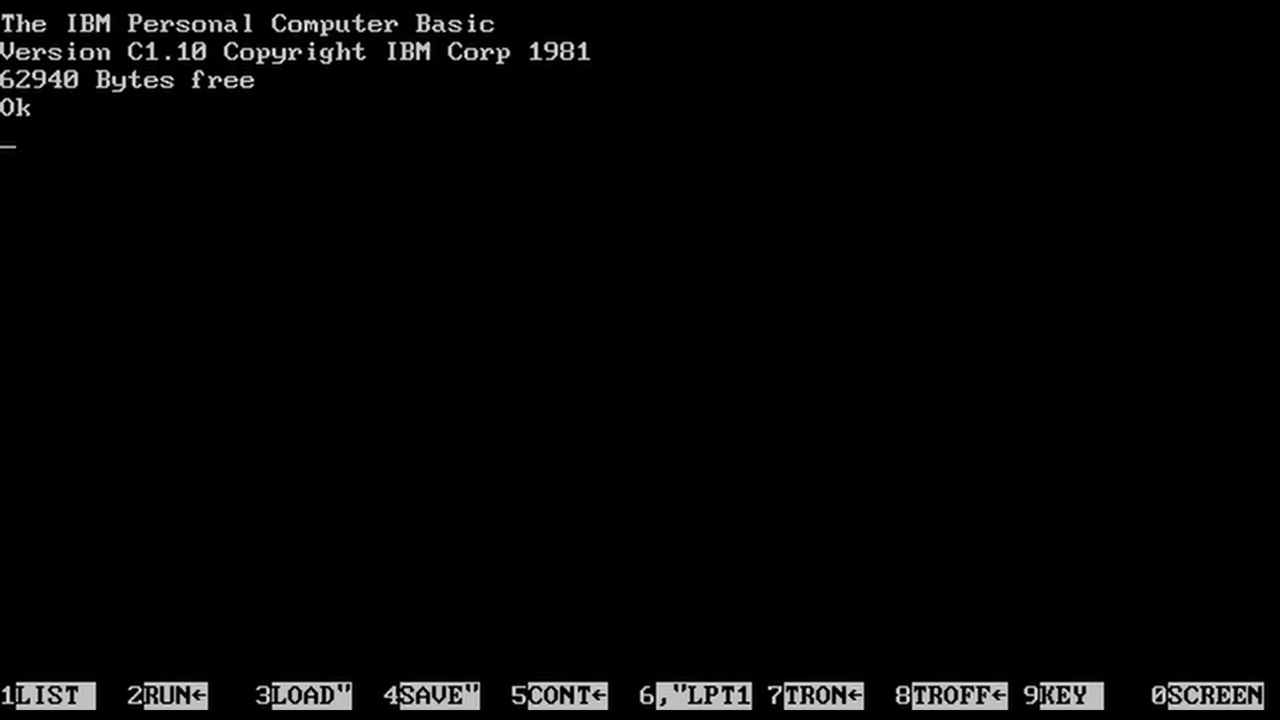 The IBM Personal Computer Basic
Version C1.10 Copyright IBM Corp 1981
62940 Bytes free
Ok
_
1LIST 2RUN← 3LOAD" 4SAVE" 5CONT← 6,"LPT1 7TRON← 8TROFF← 9KEY 0SCREEN